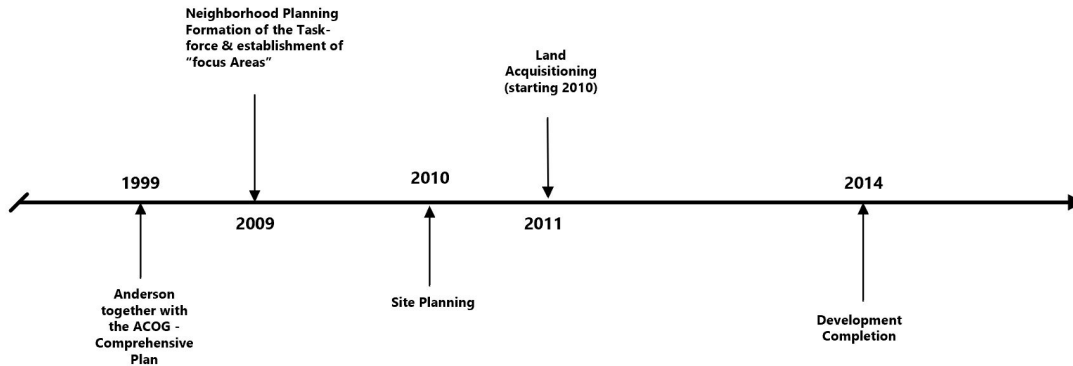 Neighborhood Planning
Formation of the Task-
force & establishment of
“focus Areas”
Land
Acquisitioning
(starting 2010)
1999
2010
2014
2009
2011
Anderson
together with
the ACOG -
Comprehensive
Plan
Site Planning
Development
Completion